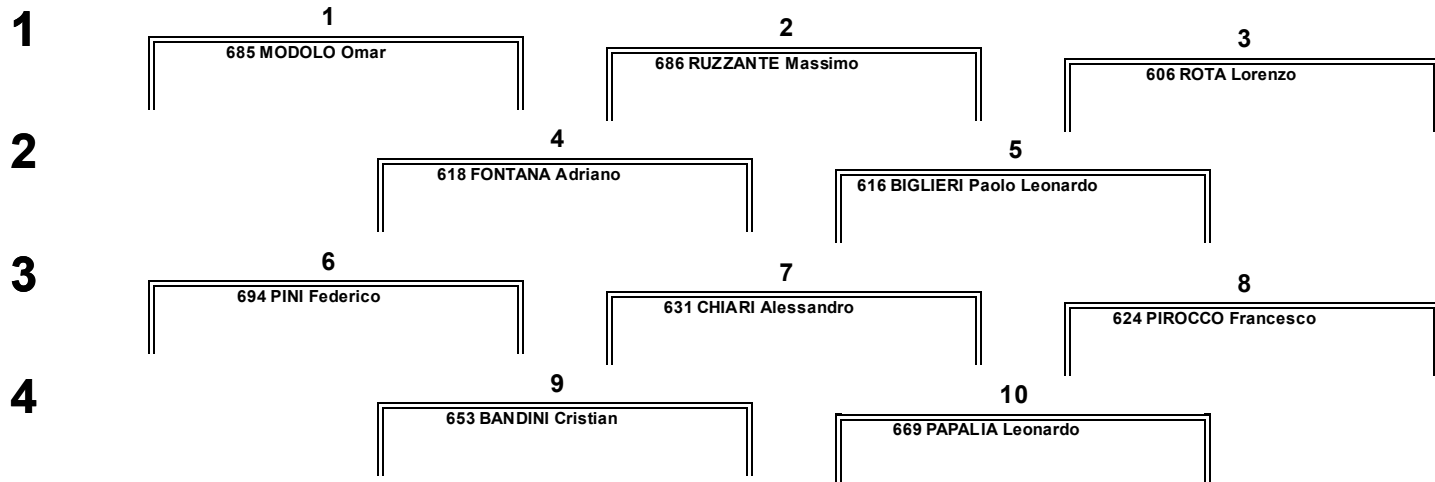 1
1
685 MODOLO Omar
2
686 RUZZANTE Massimo
3
606 ROTA Lorenzo
2
4
618 FONTANA Adriano
5
616 BIGLIERI Paolo Leonardo
3
6
694 PINI Federico
7
631 CHIARI Alessandro
8
624 PIROCCO Francesco
4
9
653 BANDINI Cristian
10
669 PAPALIA Leonardo